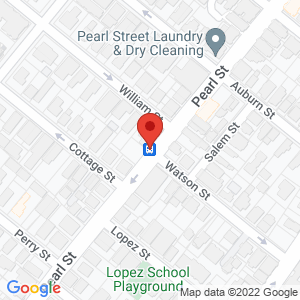 Pearl Street Laundry
& Dry Cleaning
William St
Pearl St
Auburn St
Salem St
Cottage St
Watson St
Perry St
Pearl St
Lopez St
Lopez School
Playground
Google
Map data ©2022 Google